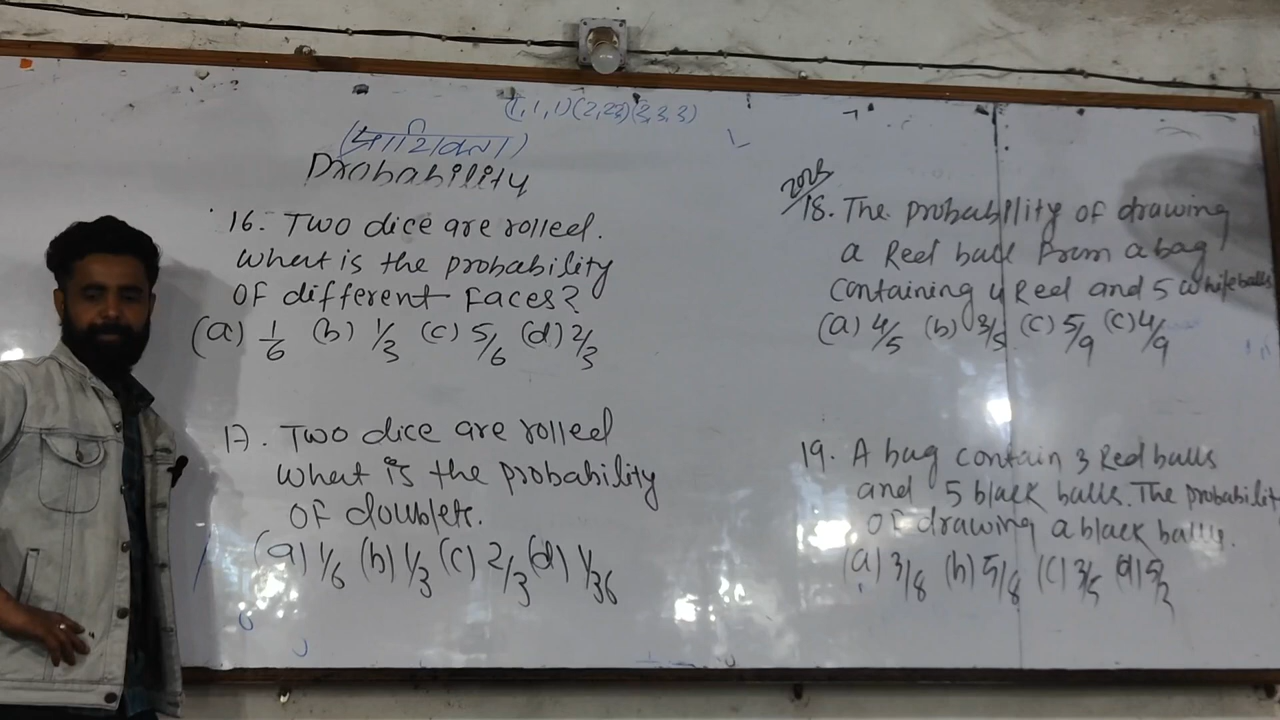 (1,1,1)(2,2,2)(3,3,3)
(प्रायिकता)
Probability
16. Two dice are rolled.
What is the probability
OF different Faces?
(a) 1/6 (b) 1/3 (c) 5/6 (d) 2/3
17. Two dice are rolled
What is the probability
OF doublets.
(a) 1/6 (b) 1/3 (c) 2/3 (d) 1/36
2025
18. The probability of drawing
a Red ball From a bag
Containing 4 Red and 5 white balls
(a) 4/5 (b) 3/5 (c) 5/9 (c) 4/9
19. A bag contain 3 Red balls
and 5 black balls. The probabilit
OF drawing a black balls.
(a) 3/8 (b) 5/8 (c) 3/5 (d) 5/3